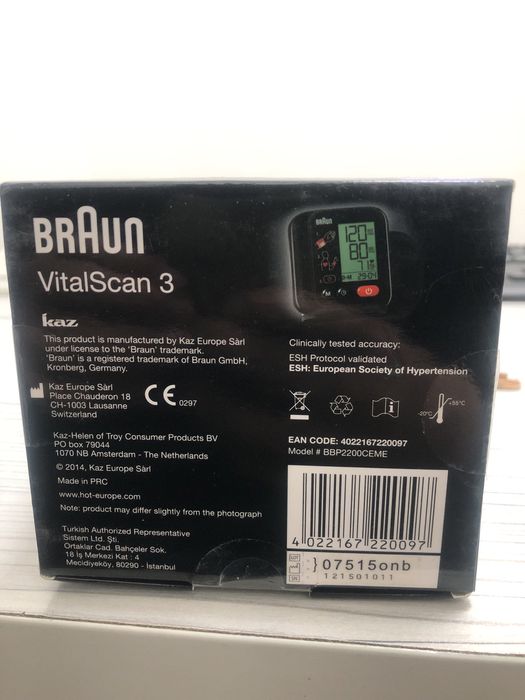 BRAUN
VitalScan 3
kaz
This product is manufactured by Kaz Europe Sàrl
under license to the 'Braun' trademark.
'Braun' is a registered trademark of Braun GmbH,
Kronberg, Germany.
Kaz Europe Sàrl
Place Chauderon 18
CH-1003 Lausanne
Switzerland
CE 0297
Kaz-Helen of Troy Consumer Products BV
po box 79044
1070 NB Amsterdam - The Netherlands
© 2014, Kaz Europe Sàrl
Made in PRC
www.hot-europe.com
Note: product may differ slightly from the photograph
Turkish Authorized Representative
Sistem Ltd. Şti.
Ortaklar Cad. Bahçeler Sok.
18 İş Merkezi Kat : 4
Mecidiyeköy, 80290 - İstanbul
BRAUN
120
80
71
29-04
Clinically tested accuracy:
ESH Protocol validated
ESH: European Society of Hypertension
-20°C
+55°C
EAN CODE: 4022167220097
Model # BBP2200CEME
4 022167 220097
LOT
SN
} 07515onb
121501011